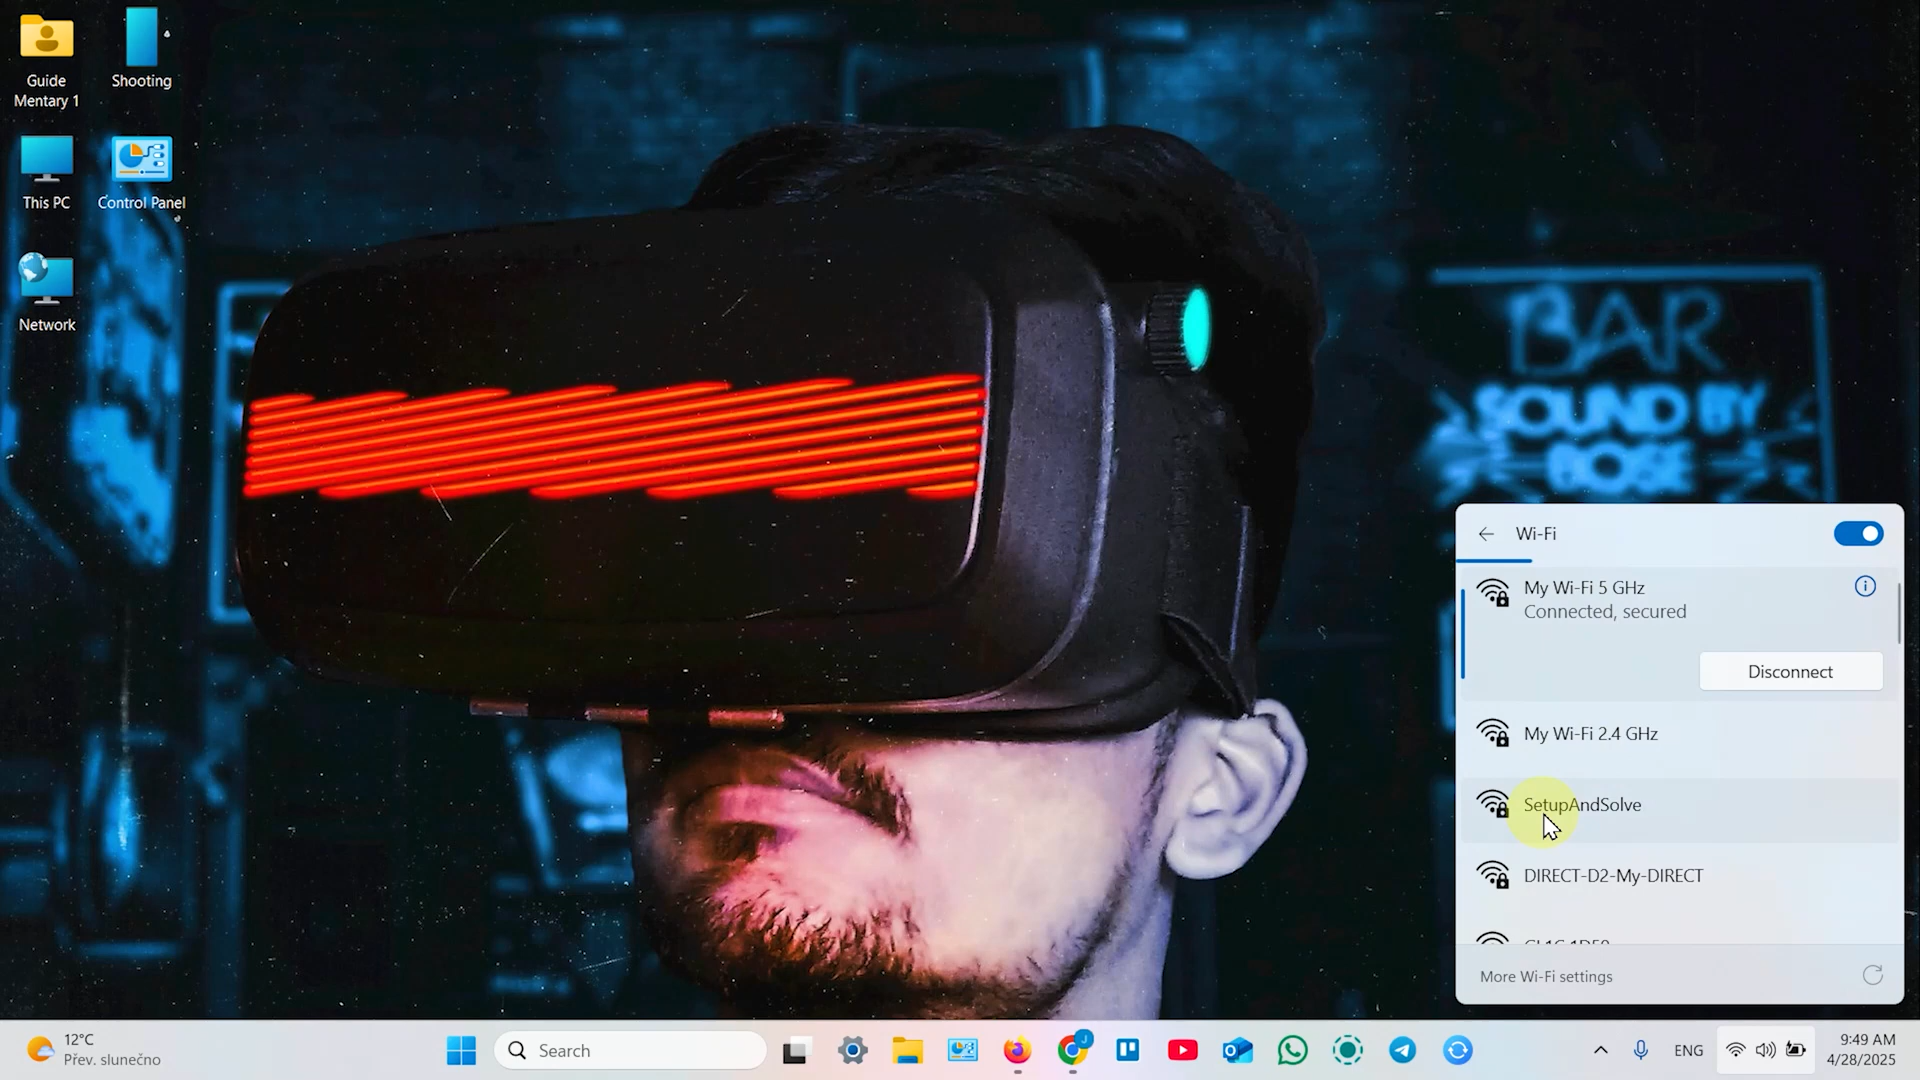 Guide
Mentary 1
Shooting
This PC
Control Panel
Network
BAR
SOUND BY
BOSE
Wi-Fi
My Wi-Fi 5 GHz
Connected, secured
Disconnect
My Wi-Fi 2.4 GHz
SetupAndSolve
DIRECT-D2-My-DIRECT
More Wi-Fi settings
12°C
Přev. slunečno
Search
J
ENG
9:49 AM
4/28/2025